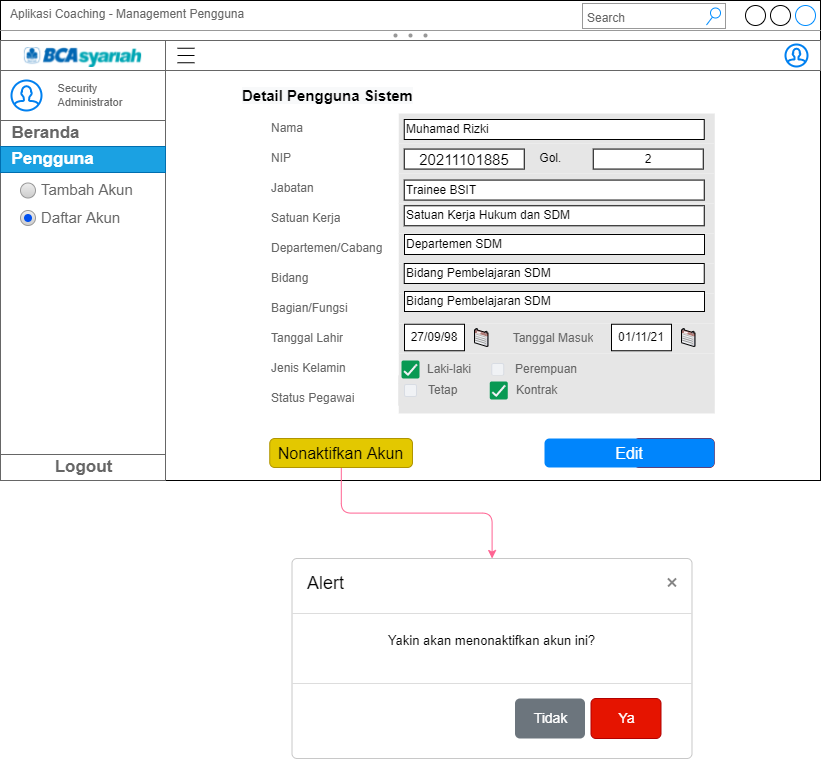 Aplikasi Coaching - Management Pengguna
Search
BCAsyariah
Security
Administrator
Beranda
Pengguna
Tambah Akun
Daftar Akun
Logout
Detail Pengguna Sistem
Nama Muhamad Rizki
NIP 20211101885 Gol. 2
Jabatan Trainee BSIT
Satuan Kerja Satuan Kerja Hukum dan SDM
Departemen/Cabang Departemen SDM
Bidang Bidang Pembelajaran SDM
Bagian/Fungsi Bidang Pembelajaran SDM
Tanggal Lahir 27/09/98 Tanggal Masuk 01/11/21
Jenis Kelamin Laki-laki Perempuan
Status Pegawai Tetap Kontrak
Nonaktifkan Akun Edit
Alert ×
Yakin akan menonaktifkan akun ini?
Tidak Ya